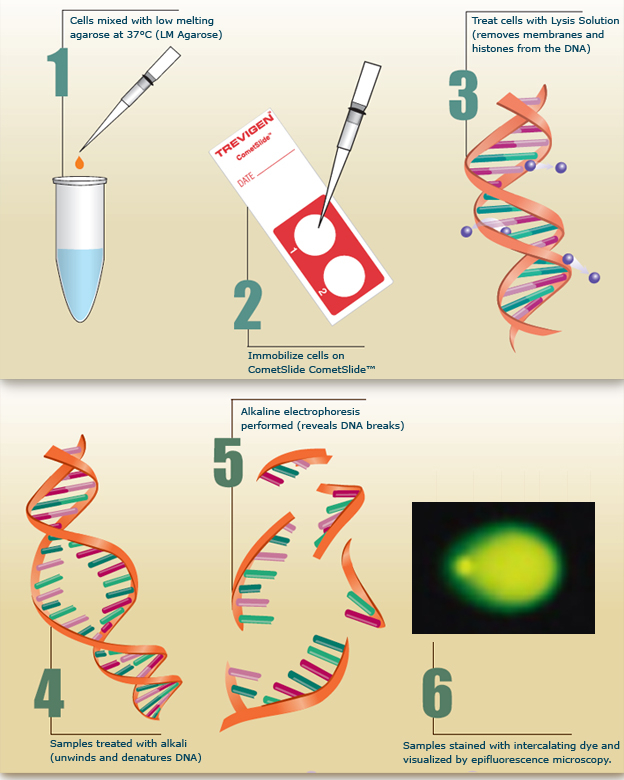 1
Cells mixed with low melting
agarose at 37°C (LM Agarose)
TREVIGEN®
CometSlide™
DATE
1
2
2
Immobilize cells on
CometSlide CometSlide™
3
Treat cells with Lysis Solution
(removes membranes and
histones from the DNA)
4
Samples treated with alkali
(unwinds and denatures DNA)
5
Alkaline electrophoresis
performed (reveals DNA breaks)
6
Samples stained with intercalating dye and
visualized by epifluorescence microscopy.